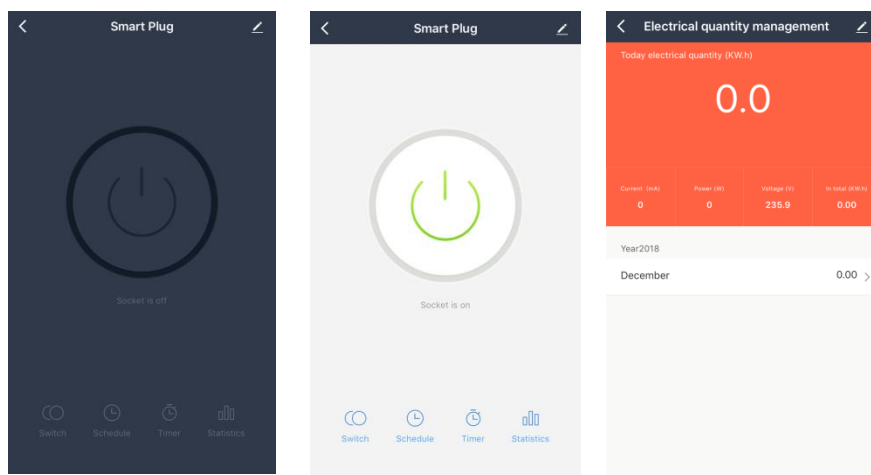 Smart Plug
Socket is off
Switch Schedule Timer Statistics
Smart Plug
Socket is on
Switch Schedule Timer Statistics
Electrical quantity management
Today electrical quantity (KW.h)
0.0
Current (mA) Power (W) Voltage (V) In total (KW.h)
0 0 235.9 0.00
Year2018
December 0.00